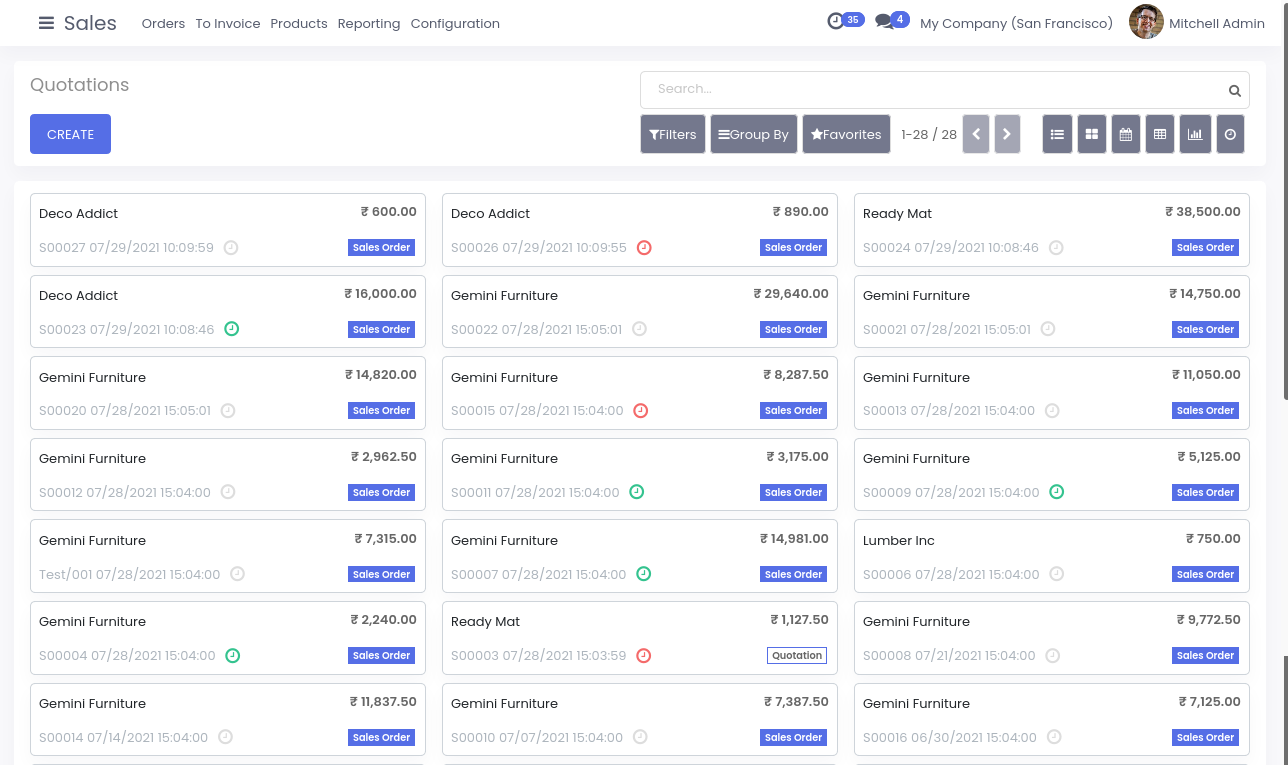 Sales Orders To Invoice Products Reporting Configuration 35 4 My Company (San Francisco) Mitchell Admin
Quotations
Search...
CREATE
Filters Group By Favorites 1-28 / 28
Deco Addict ₹ 600.00
S00027 07/29/2021 10:09:59 Sales Order
Deco Addict ₹ 890.00
S00026 07/29/2021 10:09:55 Sales Order
Ready Mat ₹ 38,500.00
S00024 07/29/2021 10:08:46 Sales Order
Deco Addict ₹ 16,000.00
S00023 07/29/2021 10:08:46 Sales Order
Gemini Furniture ₹ 29,640.00
S00022 07/28/2021 15:05:01 Sales Order
Gemini Furniture ₹ 14,750.00
S00021 07/28/2021 15:05:01 Sales Order
Gemini Furniture ₹ 14,820.00
S00020 07/28/2021 15:05:01 Sales Order
Gemini Furniture ₹ 8,287.50
S00015 07/28/2021 15:04:00 Sales Order
Gemini Furniture ₹ 11,050.00
S00013 07/28/2021 15:04:00 Sales Order
Gemini Furniture ₹ 2,962.50
S00012 07/28/2021 15:04:00 Sales Order
Gemini Furniture ₹ 3,175.00
S00011 07/28/2021 15:04:00 Sales Order
Gemini Furniture ₹ 5,125.00
S00009 07/28/2021 15:04:00 Sales Order
Gemini Furniture ₹ 7,315.00
Test/001 07/28/2021 15:04:00 Sales Order
Gemini Furniture ₹ 14,981.00
S00007 07/28/2021 15:04:00 Sales Order
Lumber Inc ₹ 750.00
S00006 07/28/2021 15:04:00 Sales Order
Gemini Furniture ₹ 2,240.00
S00004 07/28/2021 15:04:00 Sales Order
Ready Mat ₹ 1,127.50
S00003 07/28/2021 15:03:59 Quotation
Gemini Furniture ₹ 9,772.50
S00008 07/21/2021 15:04:00 Sales Order
Gemini Furniture ₹ 11,837.50
S00014 07/14/2021 15:04:00 Sales Order
Gemini Furniture ₹ 7,387.50
S00010 07/07/2021 15:04:00 Sales Order
Gemini Furniture ₹ 7,125.00
S00016 06/30/2021 15:04:00 Sales Order